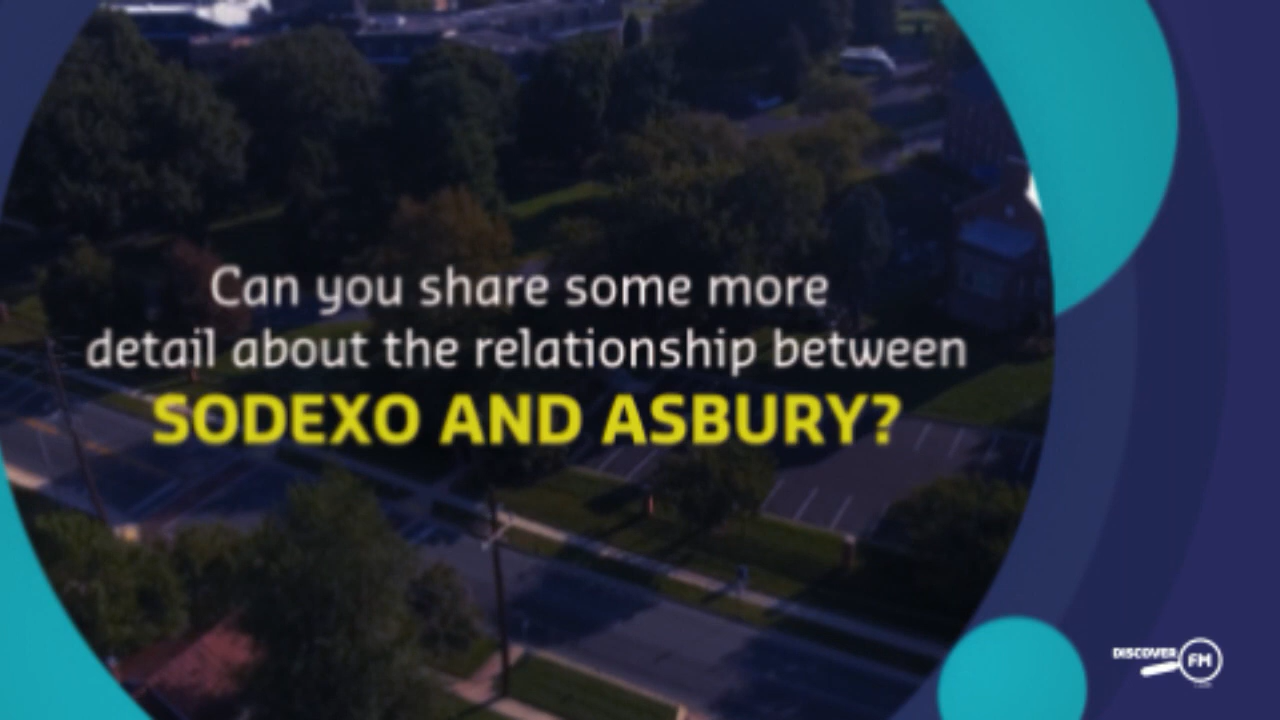 Can you share some more
detail about the relationship between
SODEXO AND ASBURY?
DISCOVER
FM